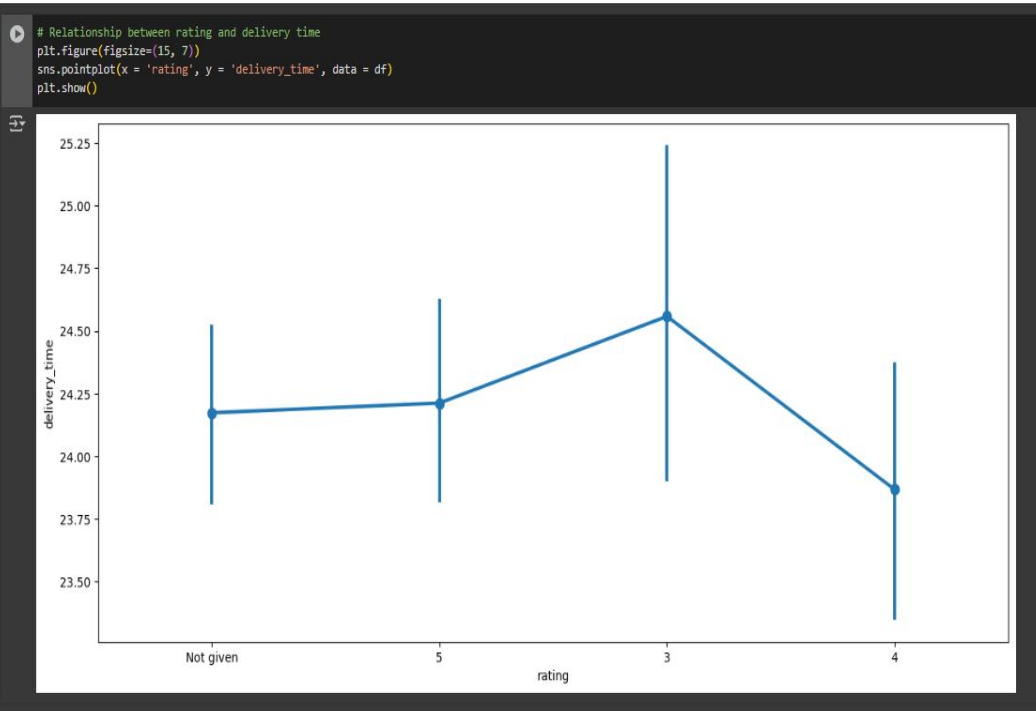 # Relationship between rating and delivery time
plt.figure(figsize=(15, 7))
sns.pointplot(x = 'rating', y = 'delivery_time', data = df)
plt.show()
25.25
25.00
24.75
24.50
24.25
24.00
23.75
23.50
delivery_time
Not given 5 3 4
rating